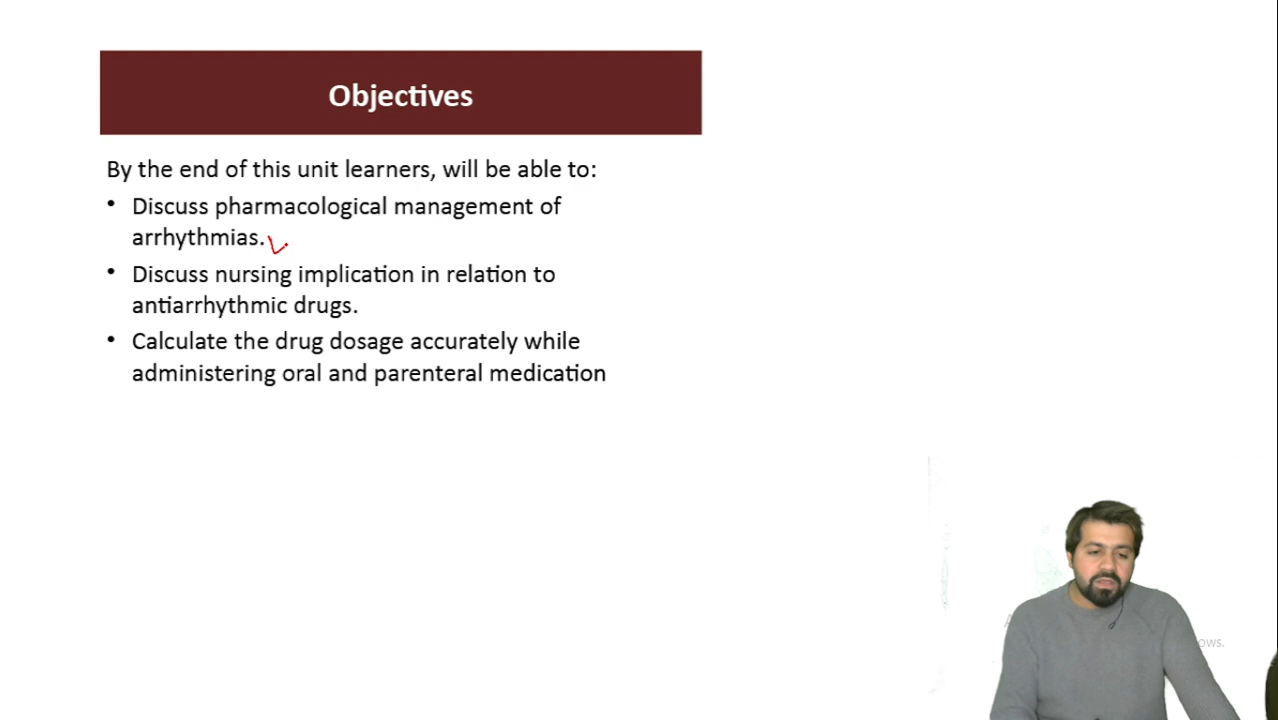 Objectives
By the end of this unit learners, will be able to:
• Discuss pharmacological management of
arrhythmias.
• Discuss nursing implication in relation to
antiarrhythmic drugs.
• Calculate the drug dosage accurately while
administering oral and parenteral medication
ows.